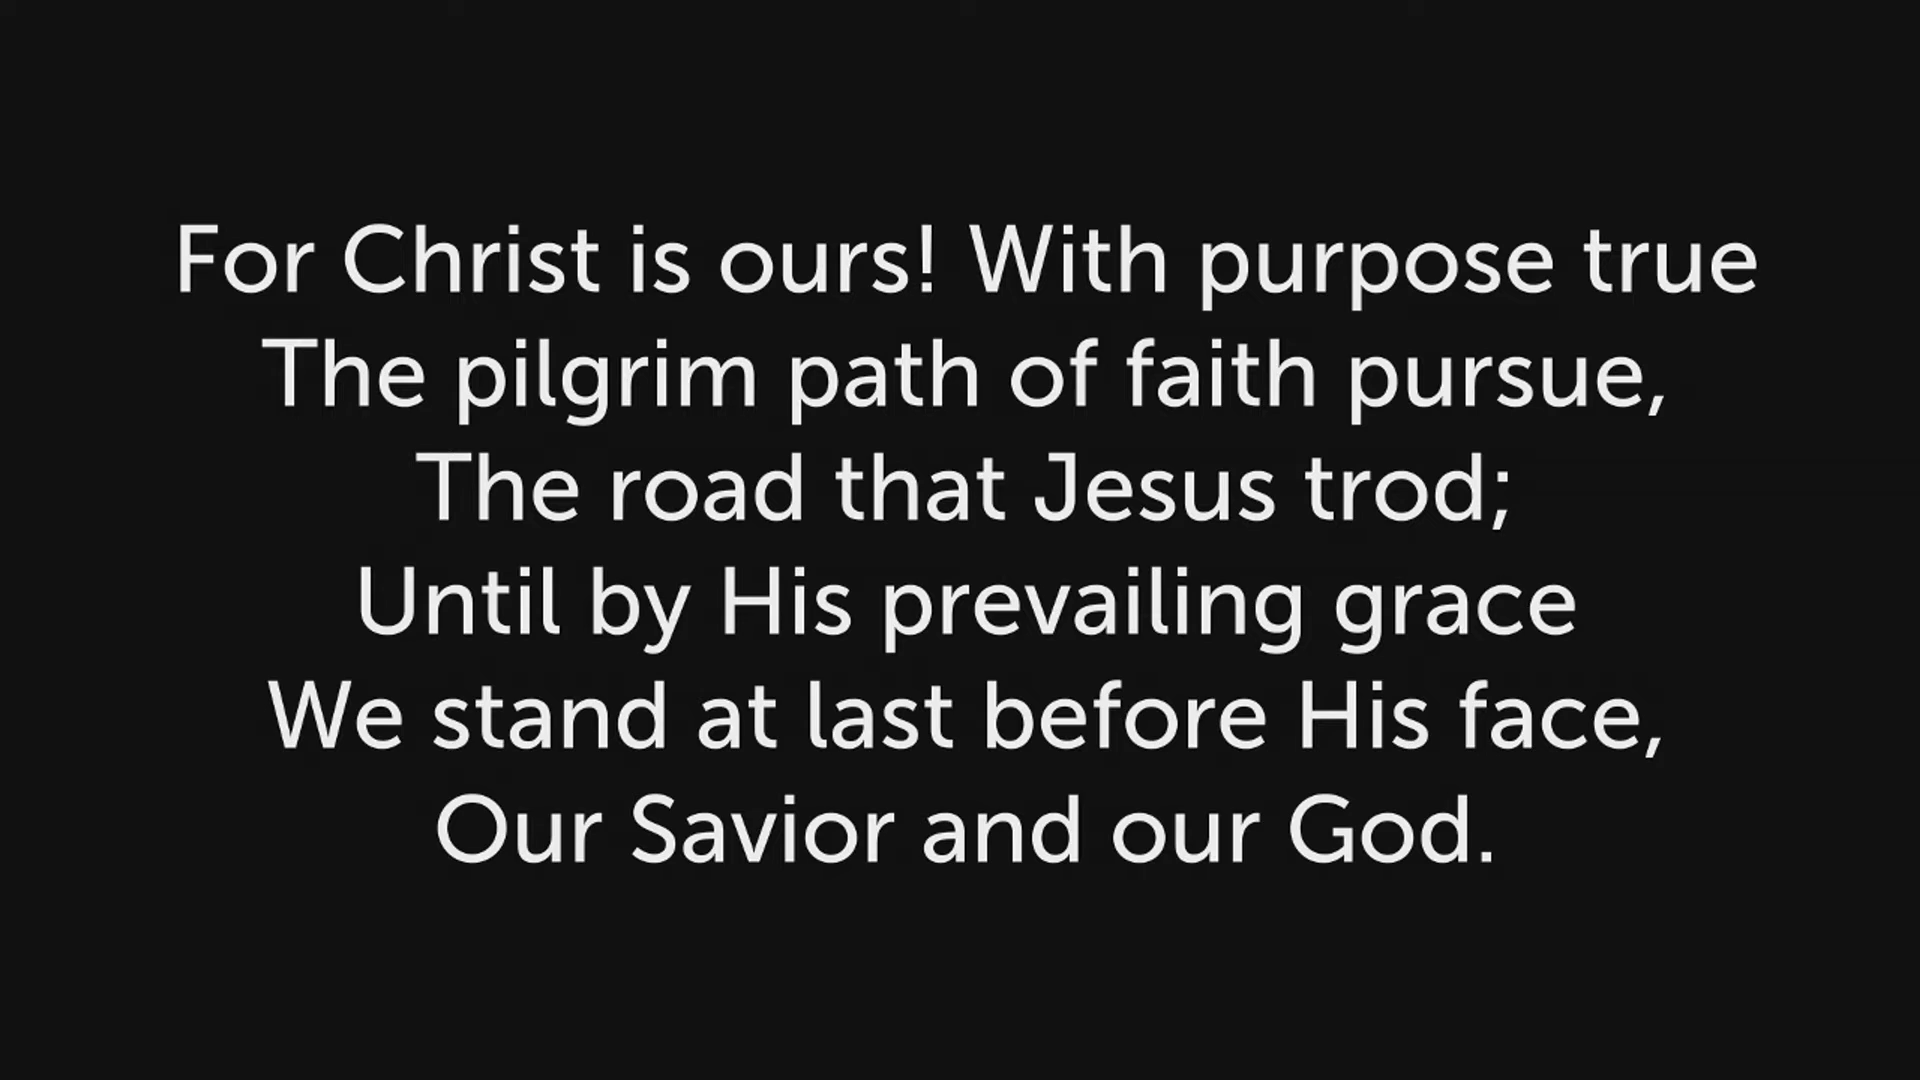 For Christ is ours! With purpose true
The pilgrim path of faith pursue,
The road that Jesus trod;
Until by His prevailing grace
We stand at last before His face,
Our Savior and our God.